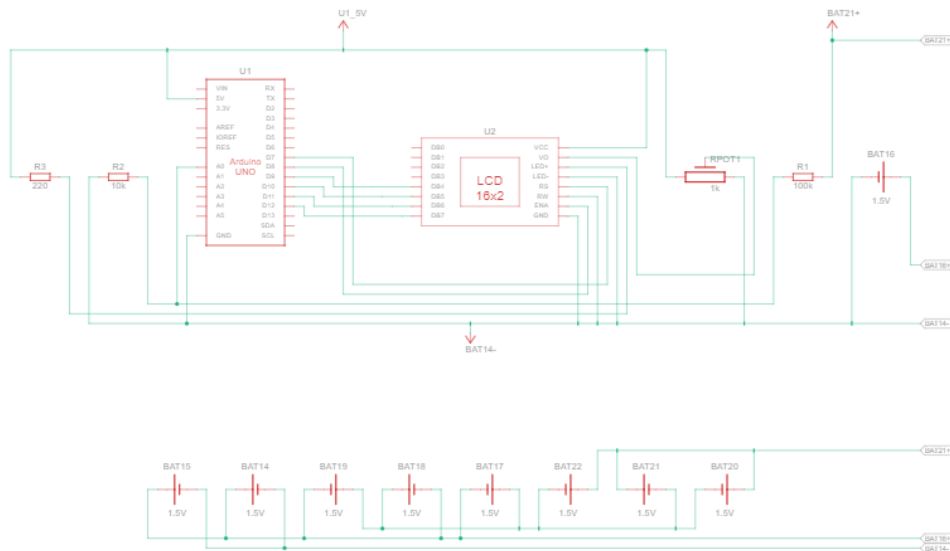 U1_5V
BAT21+
BAT21+
U1
VIN
5V
3.3V
AREF
IOREF
RES
A0
A1
A2
A3
A4
A5
GND
Arduino
UNO
RX
TX
D2
D3
D4
D5
D6
D7
D8
D9
D10
D11
D12
D13
SDA
SCL
R3
220
R2
10k
U2
DB0
DB1
DB2
DB3
DB4
DB5
DB6
DB7
LCD
16x2
VCC
VO
LED+
LED-
RS
RW
ENA
GND
RPOT1
1k
R1
100k
BAT16
1.5V
BAT16+
BAT14-
BAT14-
BAT21+
BAT15
1.5V
BAT14
1.5V
BAT19
1.5V
BAT18
1.5V
BAT17
1.5V
BAT22
1.5V
BAT21
1.5V
BAT20
1.5V
BAT16+
BAT14-